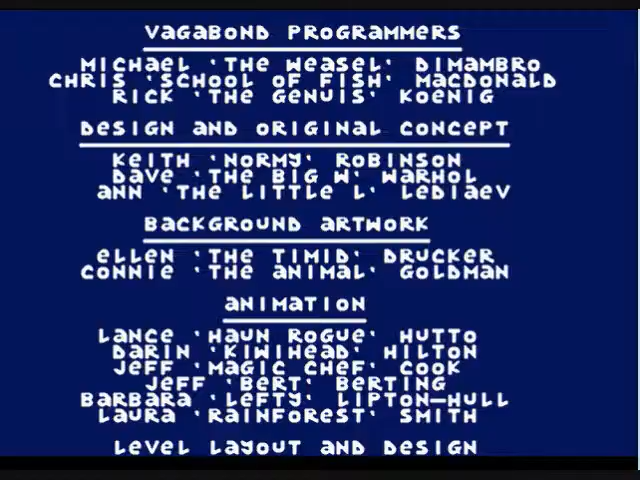 VAGABOND PROGRAMMERS
MICHAEL 'THE WEASEL' DIMAMBRO
CHRIS 'SCHOOL OF FISH' MACDONALD
RICK 'THE GENUIS' KOENIG
DESIGN AND ORIGINAL CONCEPT
KEITH 'NORMY' ROBINSON
DAVE 'THE BIG W' WARHOL
ANN 'THE LITTLE L' LEDIAEV
BACKGROUND ARTWORK
ELLEN 'THE TIMID' DRUCKER
CONNIE 'THE ANIMAL' GOLDMAN
ANIMATION
LANCE 'HAUN ROGUE' HUTTO
DARIN 'KIWIHEAD' HILTON
JEFF 'MAGIC CHEF' COOK
JEFF 'BERT' BERTING
BARBARA 'LEFTY' LIPTON-HULL
LAURA 'RAINFOREST' SMITH
LEVEL LAYOUT AND DESIGN